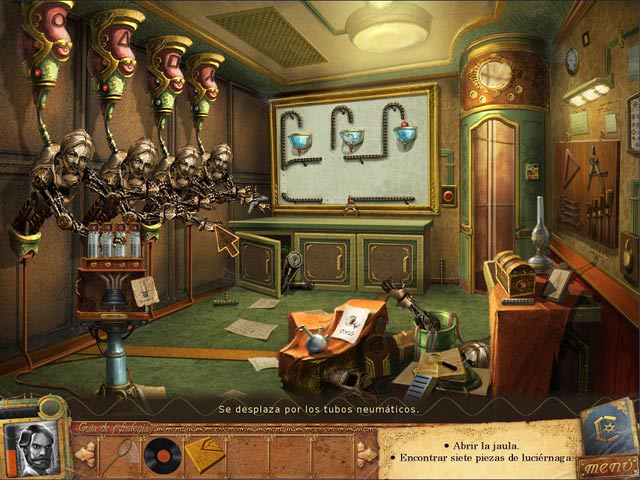 Se desplaza por los tubos neumáticos.
Guía de estrategia
• Abrir la jaula.
• Encontrar siete piezas de luciérnaga.
menú